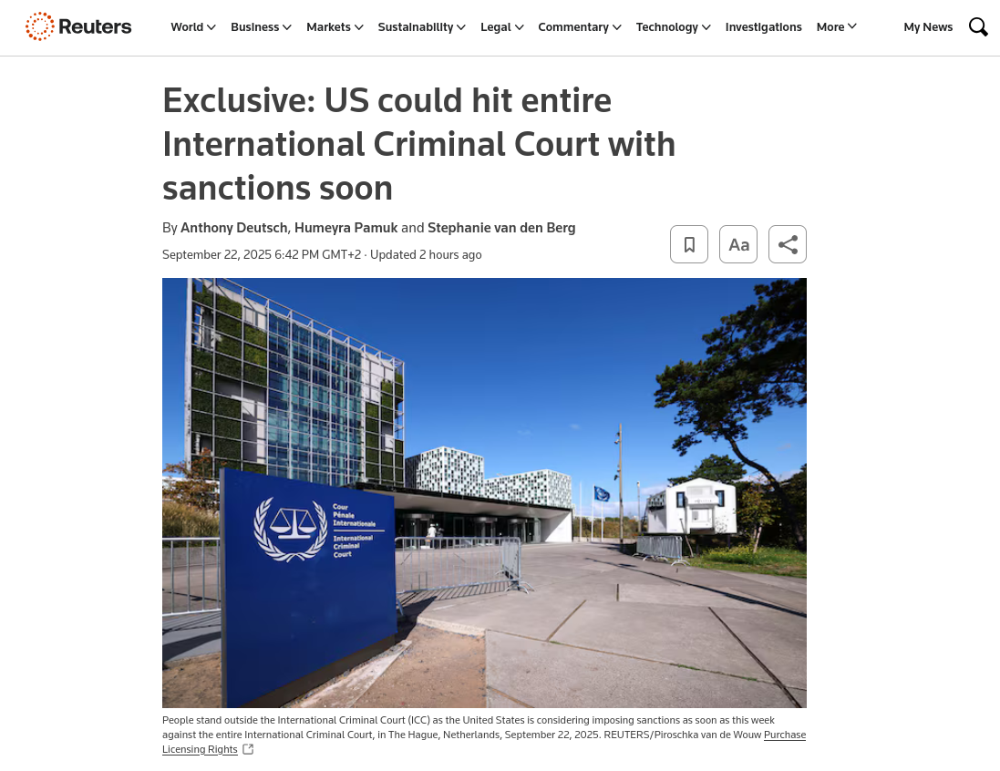 Reuters
World Business Markets Sustainability Legal Commentary Technology Investigations More My News
Exclusive: US could hit entire
International Criminal Court with
sanctions soon
By Anthony Deutsch, Humeyra Pamuk and Stephanie van den Berg
September 22, 2025 6:42 PM GMT+2 · Updated 2 hours ago
Aa
Cour
Pénale
Internationale
International
Criminal
Court
People stand outside the International Criminal Court (ICC) as the United States is considering imposing sanctions as soon as this week
against the entire International Criminal Court, in The Hague, Netherlands, September 22, 2025. REUTERS/Piroschka van de Wouw Purchase
Licensing Rights